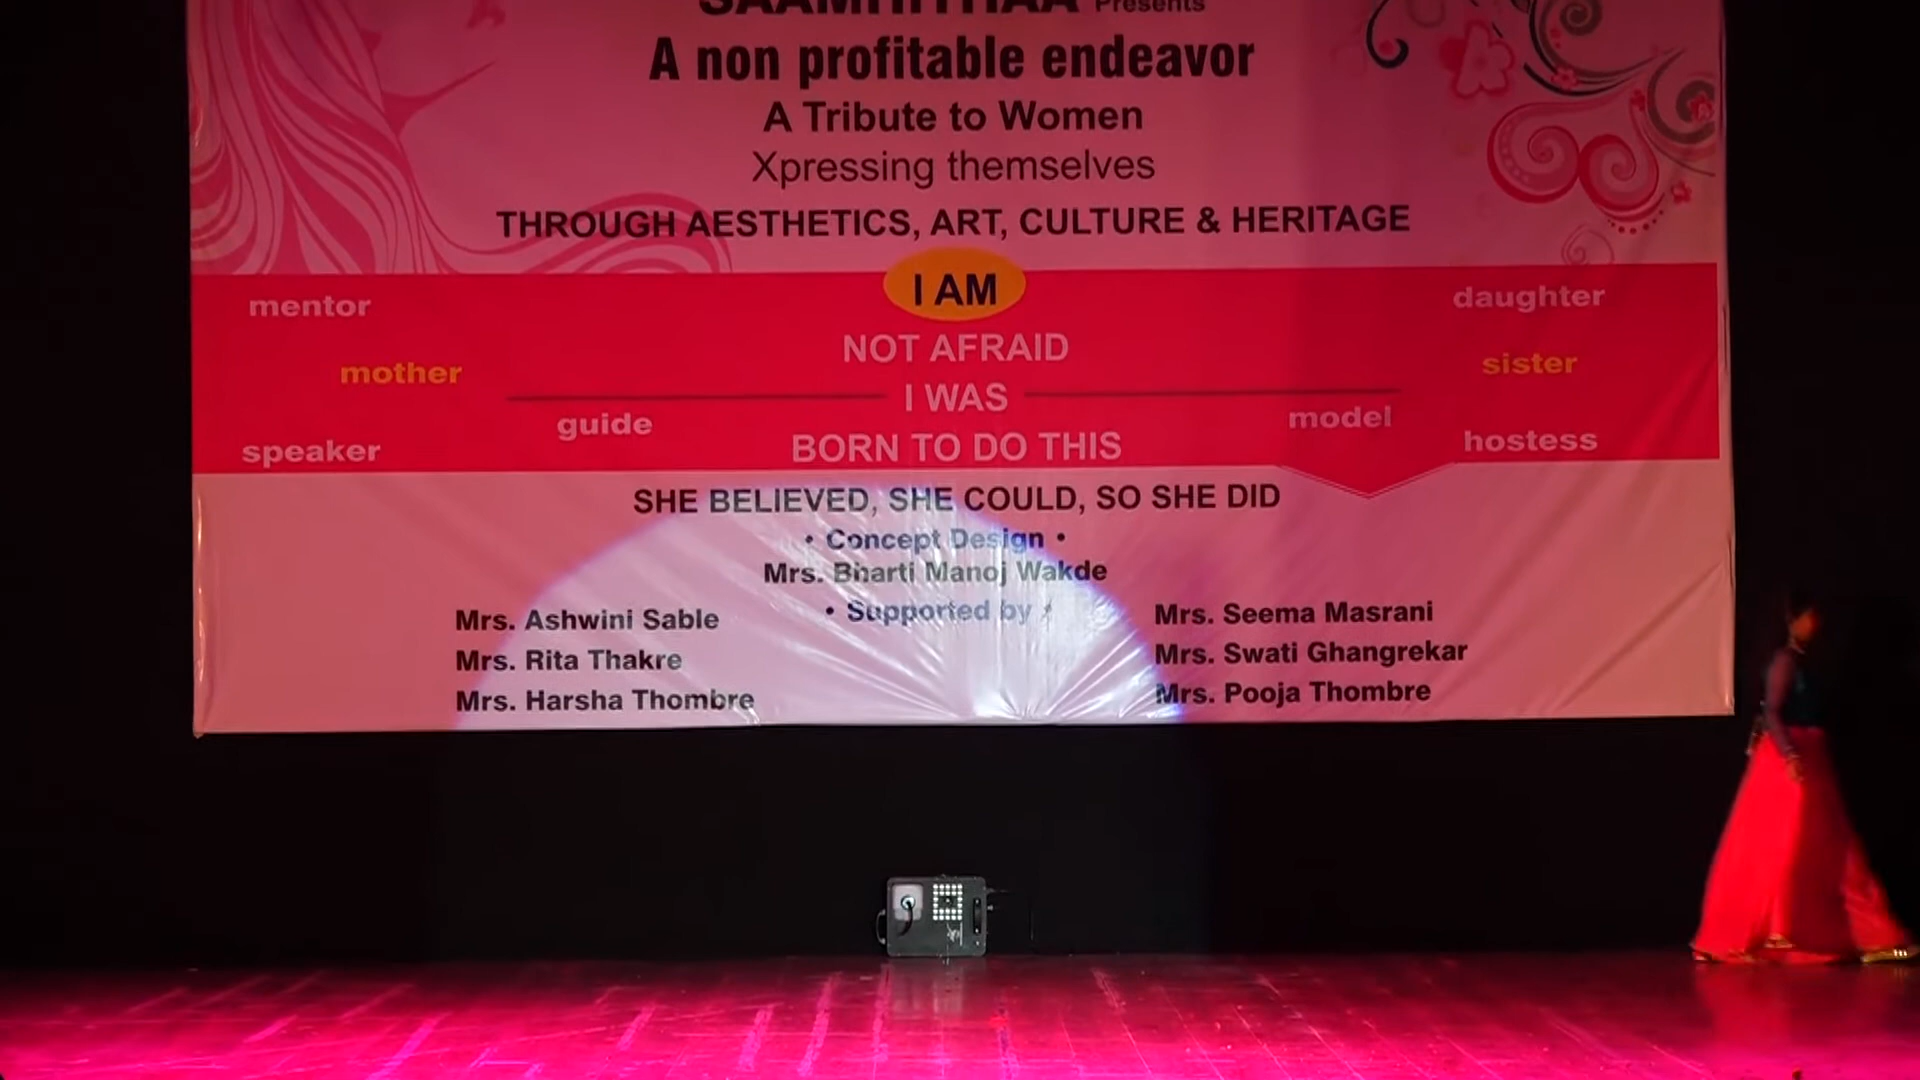 Presents
A non profitable endeavor
A Tribute to Women
Xpressing themselves
THROUGH AESTHETICS, ART, CULTURE & HERITAGE
I AM
mentor
daughter
NOT AFRAID
mother
sister
I WAS
guide
model
speaker
BORN TO DO THIS
hostess
SHE BELIEVED, SHE COULD, SO SHE DID
• Concept Design •
Mrs. Bharti Manoj Wakde
• Supported by •
Mrs. Ashwini Sable
Mrs. Seema Masrani
Mrs. Rita Thakre
Mrs. Swati Ghangrekar
Mrs. Harsha Thombre
Mrs. Pooja Thombre